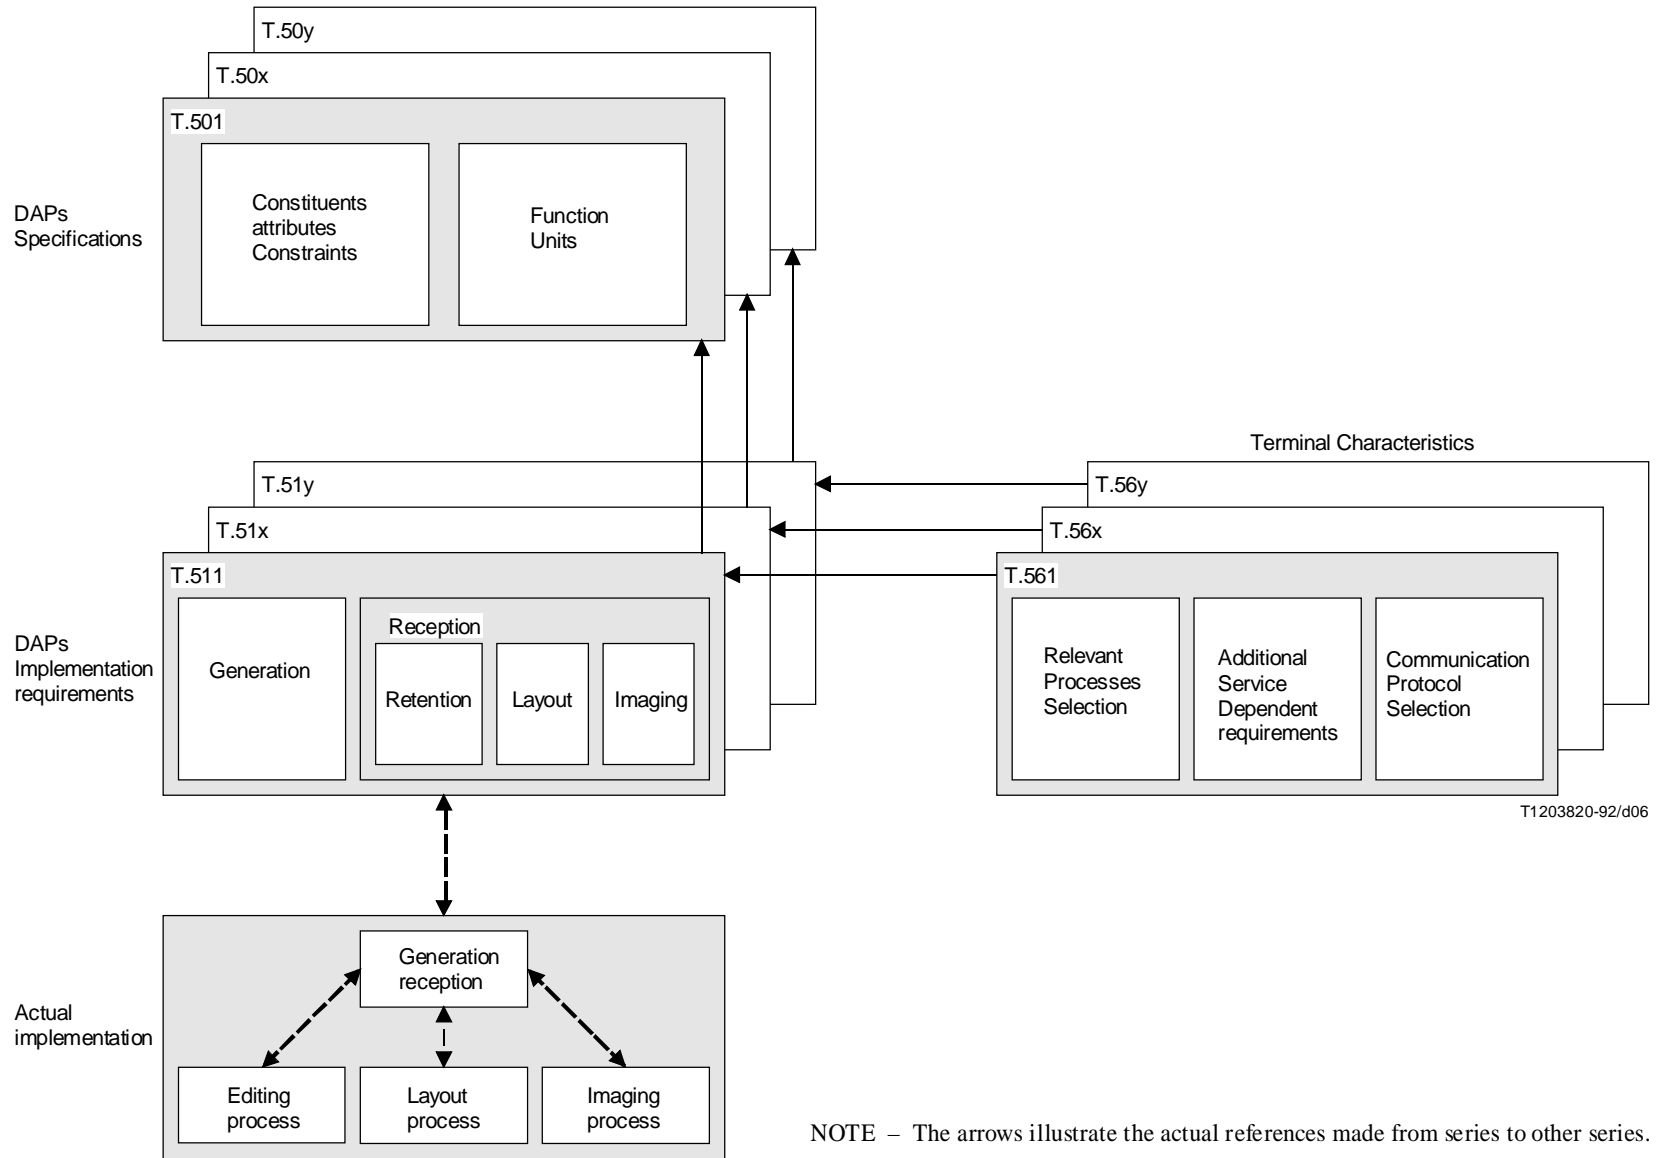 T.50y
T.50x
T.501
Constituents
attributes
Constraints
Function
Units
DAPs
Specifications
Terminal Characteristics
T.51y
T.51x
T.511
Generation
Reception
Retention
Layout
Imaging
DAPs
Implementation
requirements
T.56y
T.56x
T.561
Relevant
Processes
Selection
Additional
Service
Dependent
requirements
Communication
Protocol
Selection
T1203820-92/d06
Generation
reception
Actual
implementation
Editing
process
Layout
process
Imaging
process
NOTE – The arrows illustrate the actual references made from series to other series.